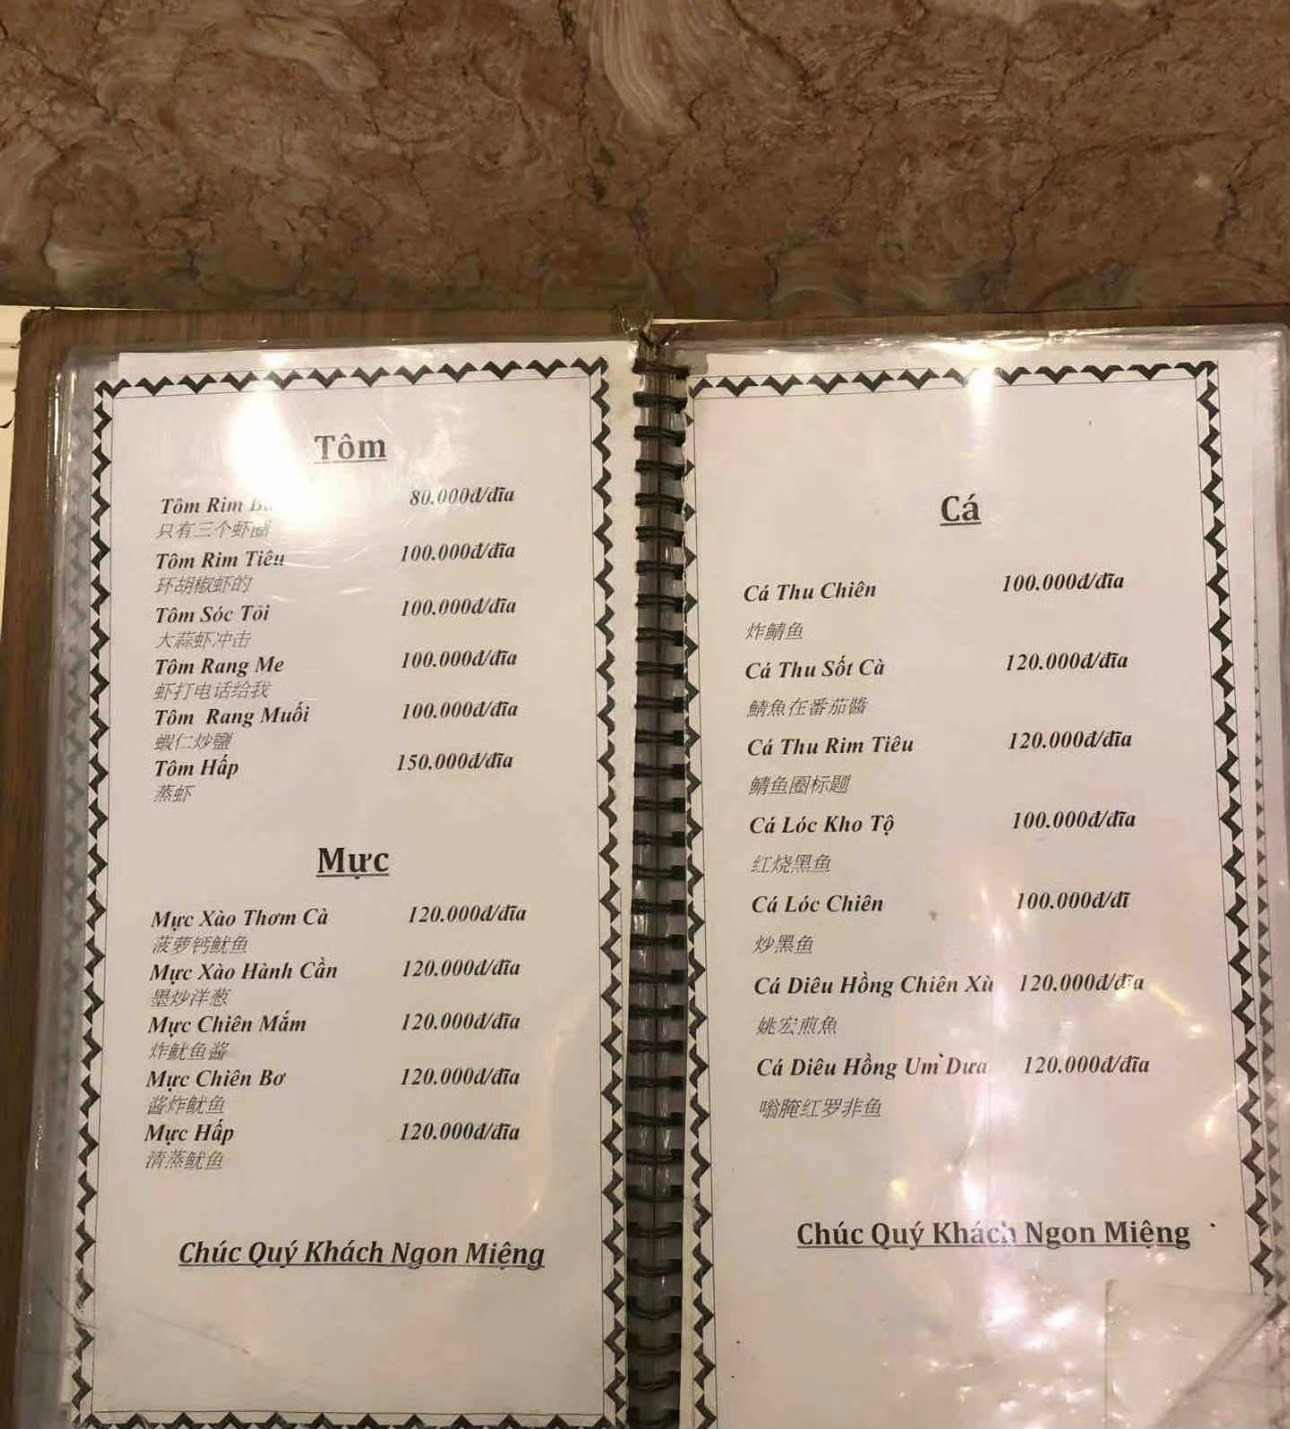 Tôm
Tôm Rim 80.000đ/đĩa
只有三个虾圈
Tôm Rim Tiêu 100.000đ/đĩa
环胡椒虾的
Tôm Sóc Tỏi 100.000đ/đĩa
大蒜虾冲击
Tôm Rang Me 100.000đ/đĩa
虾打电话给我
Tôm Rang Muối 100.000đ/đĩa
蝦仁炒鹽
Tôm Hấp 150.000đ/đĩa
蒸虾
Mực
Mực Xào Thơm Cà 120.000đ/đĩa
菠萝钙鱿鱼
Mực Xào Hành Cần 120.000đ/đĩa
墨炒洋葱
Mực Chiên Mắm 120.000đ/đĩa
炸鱿鱼酱
Mực Chiên Bơ 120.000đ/đĩa
酱炸鱿鱼
Mực Hấp 120.000đ/đĩa
清蒸鱿鱼
Chúc Quý Khách Ngon Miệng
Cá
Cá Thu Chiên 100.000đ/đĩa
炸鲭鱼
Cá Thu Sốt Cà 120.000đ/đĩa
鯖魚在番茄醬
Cá Thu Rim Tiêu 120.000đ/đĩa
鲭鱼圈标题
Cá Lóc Kho Tộ 100.000đ/đĩa
红烧黑鱼
Cá Lóc Chiên 100.000đ/đĩ
炒黑鱼
Cá Diêu Hồng Chiên Xù 120.000đ/đĩa
姚宏煎魚
Cá Diêu Hồng Um Dưa 120.000đ/đĩa
嗡腌红罗非鱼
Chúc Quý Khách Ngon Miệng